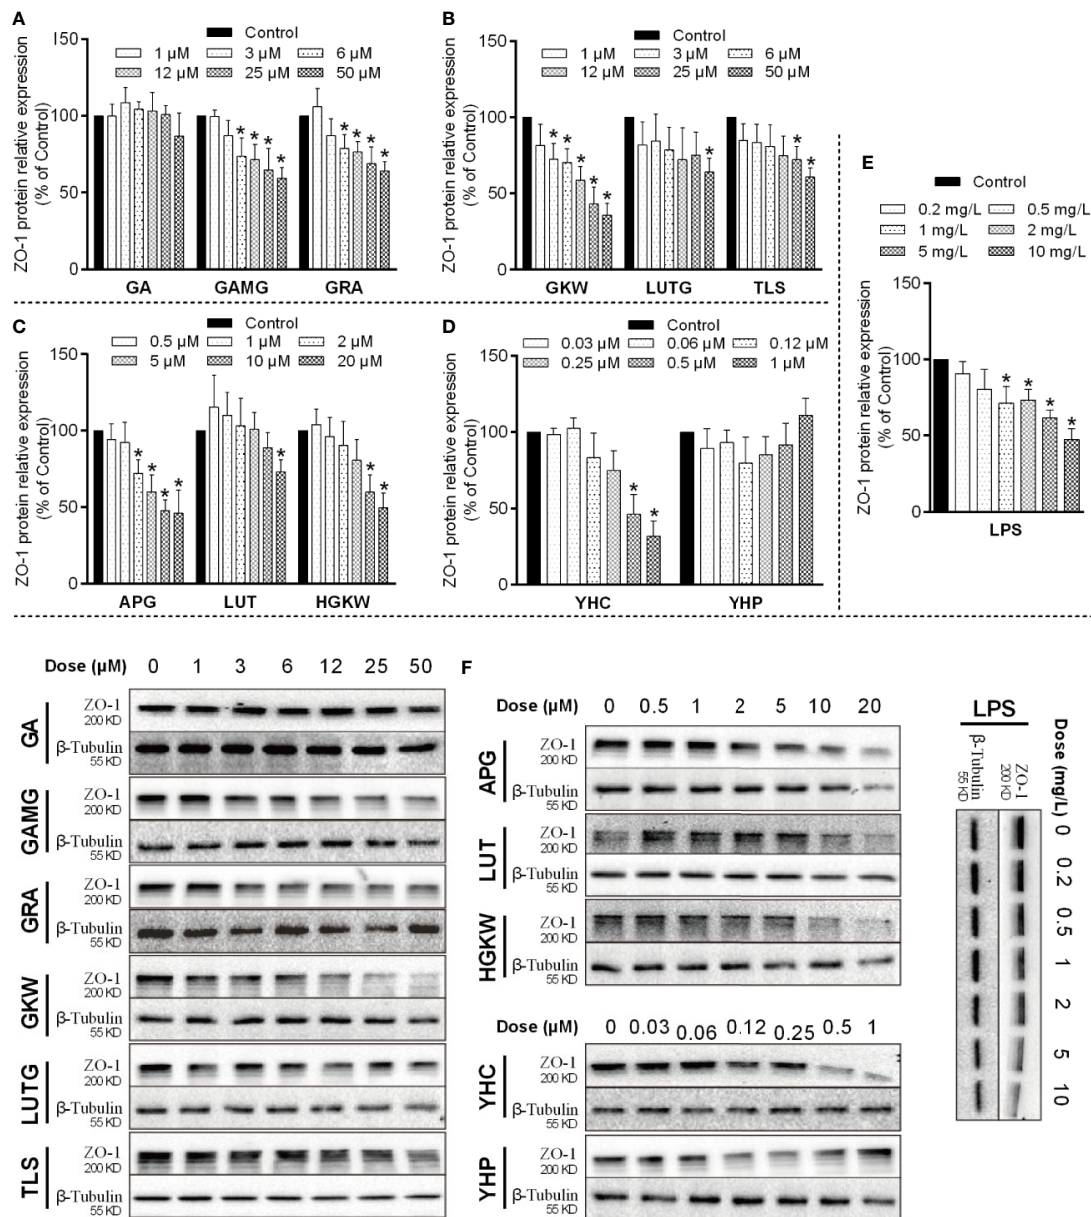 A
Control
1 µM 3 µM 6 µM
12 µM 25 µM 50 µM
ZO-1 protein relative expression
(% of Control)
150
100
50
0
* * * *
* * * *
GA GAMG GRA
B
Control
1 µM 3 µM 6 µM
12 µM 25 µM 50 µM
ZO-1 protein relative expression
(% of Control)
150
100
50
0
* * * * *
*
* *
GKW LUTG TLS
C
Control
0.5 µM 1 µM 2 µM
5 µM 10 µM 20 µM
ZO-1 protein relative expression
(% of Control)
150
100
50
0
* * * *
*
* *
APG LUT HGKW
D
Control
0.03 µM 0.06 µM 0.12 µM
0.25 µM 0.5 µM 1 µM
ZO-1 protein relative expression
(% of Control)
150
100
50
0
* *
YHC YHP
E
Control
0.2 mg/L 0.5 mg/L
1 mg/L 2 mg/L
5 mg/L 10 mg/L
ZO-1 protein relative expression
(% of Control)
150
100
50
0
* * * *
LPS
Dose (µM) 0 1 3 6 12 25 50
GA
ZO-1
200 KD
β-Tubulin
55 KD
GAMG
ZO-1
200 KD
β-Tubulin
55 KD
GRA
ZO-1
200 KD
β-Tubulin
55 KD
GKW
ZO-1
200 KD
β-Tubulin
55 KD
LUTG
ZO-1
200 KD
β-Tubulin
55 KD
TLS
ZO-1
200 KD
β-Tubulin
55 KD
F
Dose (µM) 0 0.5 1 2 5 10 20
APG
ZO-1
200 KD
β-Tubulin
55 KD
LUT
ZO-1
200 KD
β-Tubulin
55 KD
HGKW
ZO-1
200 KD
β-Tubulin
55 KD
Dose (µM) 0 0.03 0.06 0.12 0.25 0.5 1
YHC
ZO-1
200 KD
β-Tubulin
55 KD
YHP
ZO-1
200 KD
β-Tubulin
55 KD
LPS
Dose (mg/L) 0 0.2 0.5 1 2 5 10
ZO-1
200 KD
β-Tubulin
55 KD